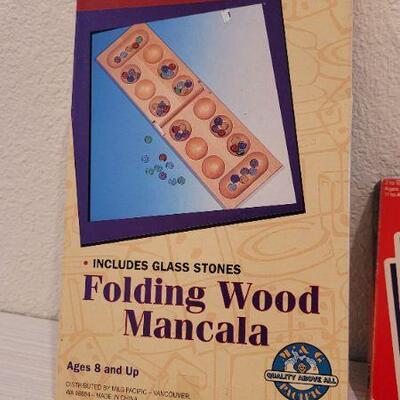 • INCLUDES GLASS STONES
Folding Wood
Mancala
Ages 8 and Up
DISTRIBUTED BY M&G PACIFIC – VANCOUVER,
WA 98684 – MADE IN CHINA
M & G
QUALITY ABOVE ALL
PACIFIC